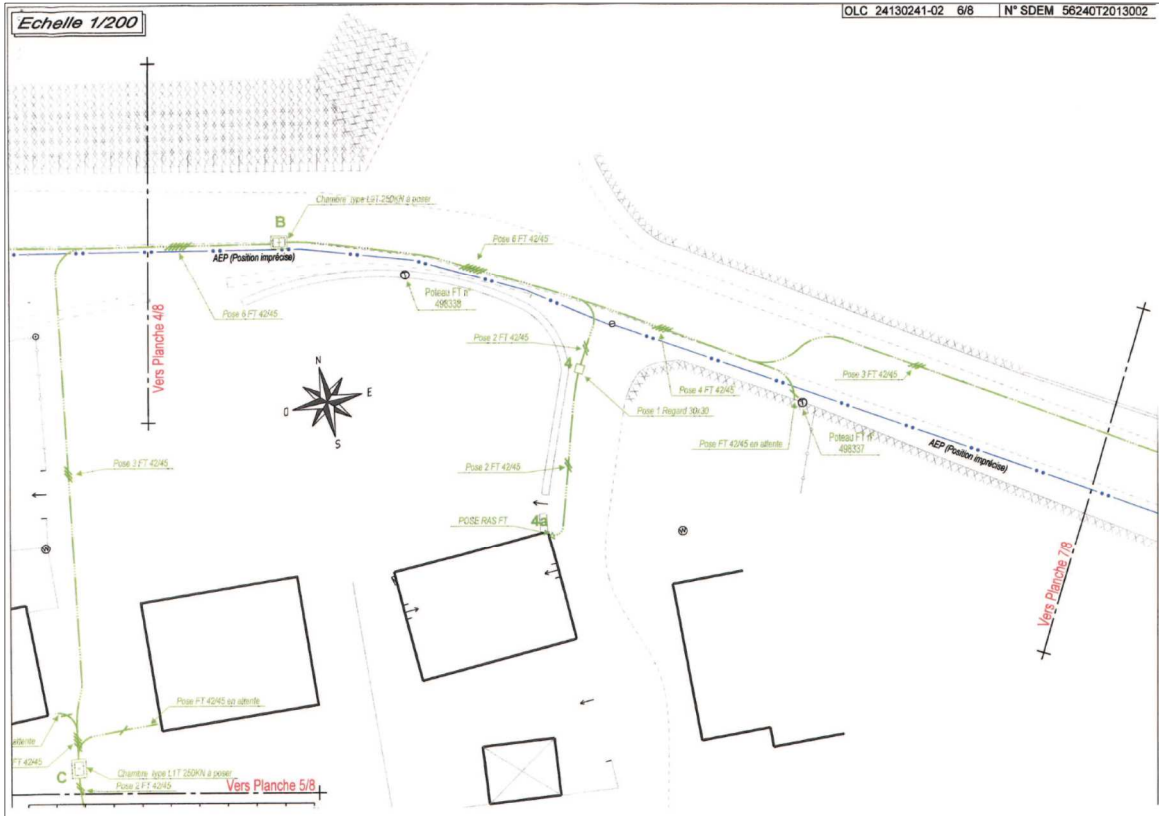 Echelle 1/200
OLC 24130241-02 6/8
N° SDEM 56240T2013002
Chambre type L1T 250KN à poser
B
Pose 6 FT 42/45
AEP (Position imprécise)
Poteau FT n°
498338
Pose 6 FT 42/45
Vers Planche 4/8
Pose 2 FT 42/45
4
Pose 4 FT 42/45
Pose 3 FT 42/45
N
E
O
S
Pose 1 Regard 30x30
Pose FT 42/45 en attente
Poteau FT n°
498337
AEP (Position imprécise)
Pose 3 FT 42/45
Pose 2 FT 42/45
POSE RAS FT
4a
Vers Planche 7/8
Pose FT 42/45 en attente
attente
FT 42/45
C
Chambre type L1T 250KN à poser
Pose 2 FT 42/45
Vers Planche 5/8